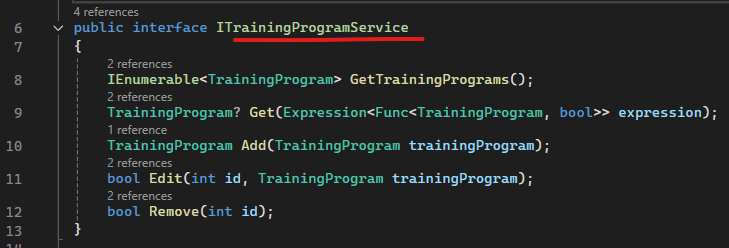 4 references
6 public interface ITrainingProgramService
7 {
2 references
8 IEnumerable<TrainingProgram> GetTrainingPrograms();
2 references
9 TrainingProgram? Get(Expression<Func<TrainingProgram, bool>> expression);
1 reference
10 TrainingProgram Add(TrainingProgram trainingProgram);
2 references
11 bool Edit(int id, TrainingProgram trainingProgram);
2 references
12 bool Remove(int id);
13 }